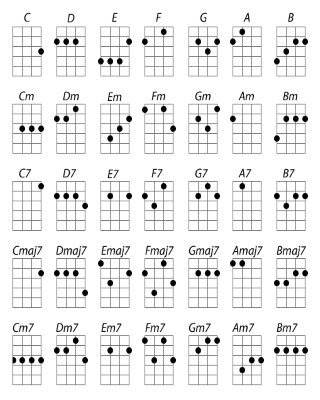 C D E F G A B
Cm Dm Em Fm Gm Am Bm
C7 D7 E7 F7 G7 A7 B7
Cmaj7 Dmaj7 Emaj7 Fmaj7 Gmaj7 Amaj7 Bmaj7
Cm7 Dm7 Em7 Fm7 Gm7 Am7 Bm7